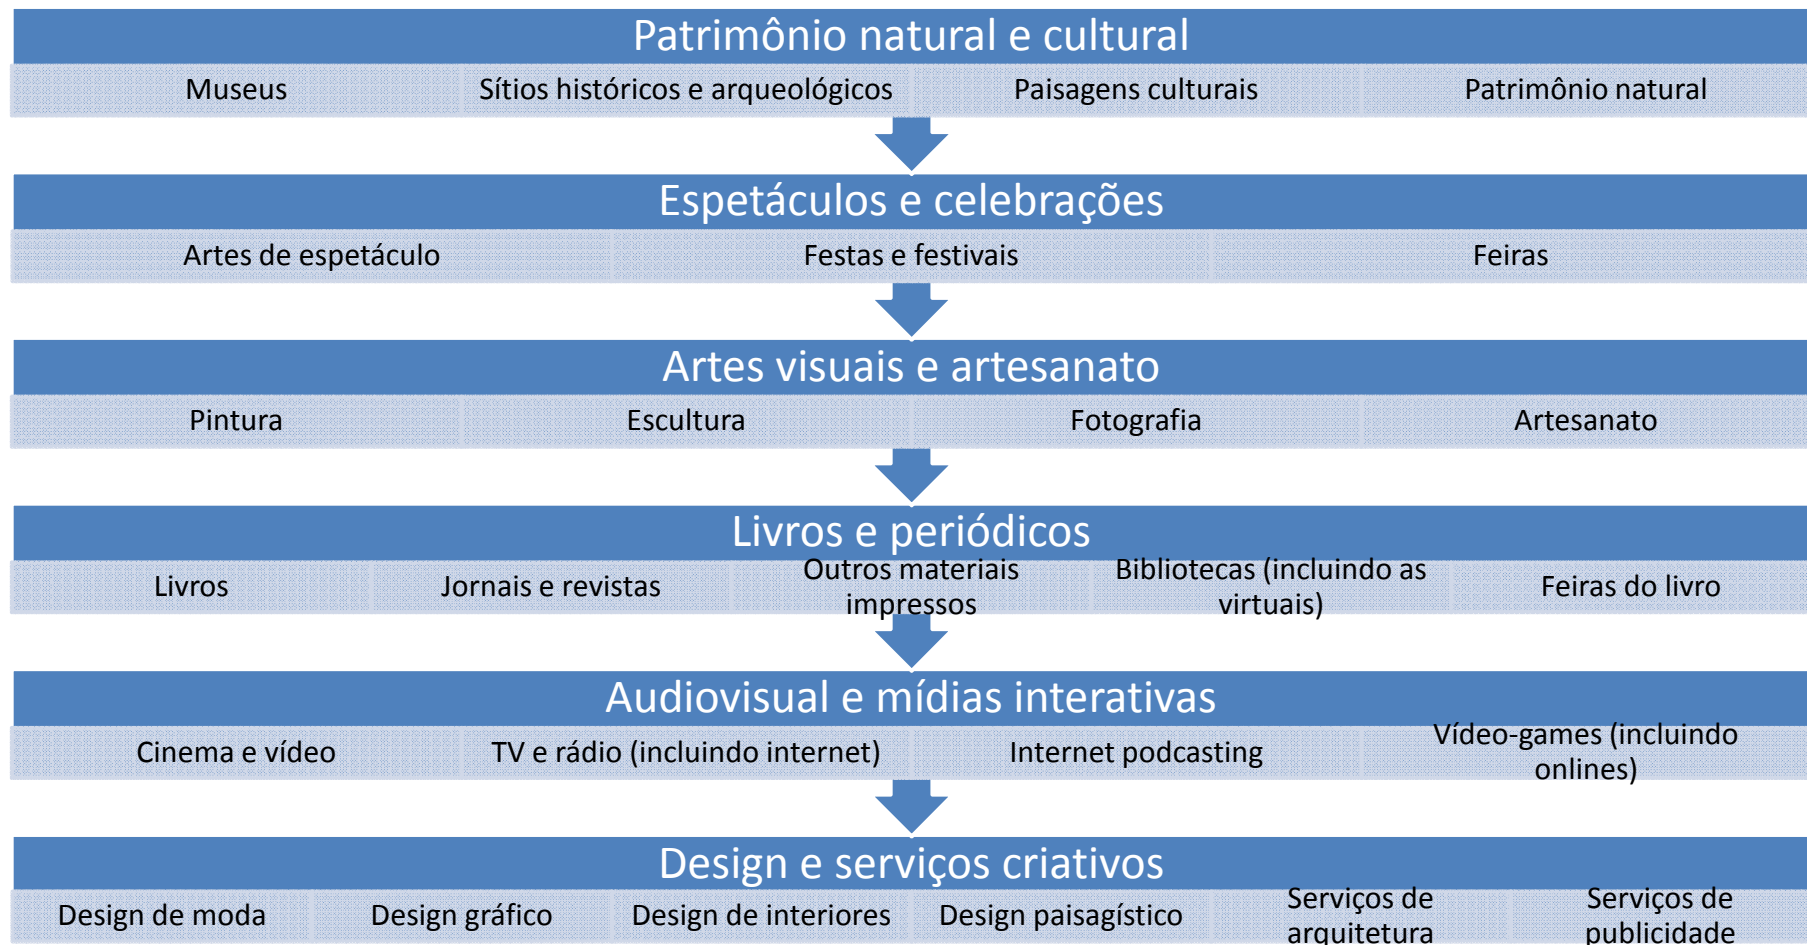 Patrimônio natural e cultural
Museus
Sítios históricos e arqueológicos
Paisagens culturais
Patrimônio natural
Espetáculos e celebrações
Artes de espetáculo
Festas e festivais
Feiras
Artes visuais e artesanato
Pintura
Escultura
Fotografia
Artesanato
Livros e periódicos
Livros
Jornais e revistas
Outros materiais
impressos
Bibliotecas (incluindo as
virtuais)
Feiras do livro
Audiovisual e mídias interativas
Cinema e vídeo
TV e rádio (incluindo internet)
Internet podcasting
Vídeo-games (incluindo
onlines)
Design e serviços criativos
Design de moda
Design gráfico
Design de interiores
Design paisagístico
Serviços de
arquitetura
Serviços de
publicidade